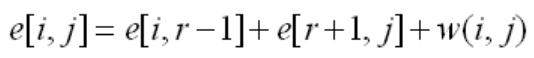 e[i, j] = e[i, r−1] + e[r+1, j] + w(i, j)